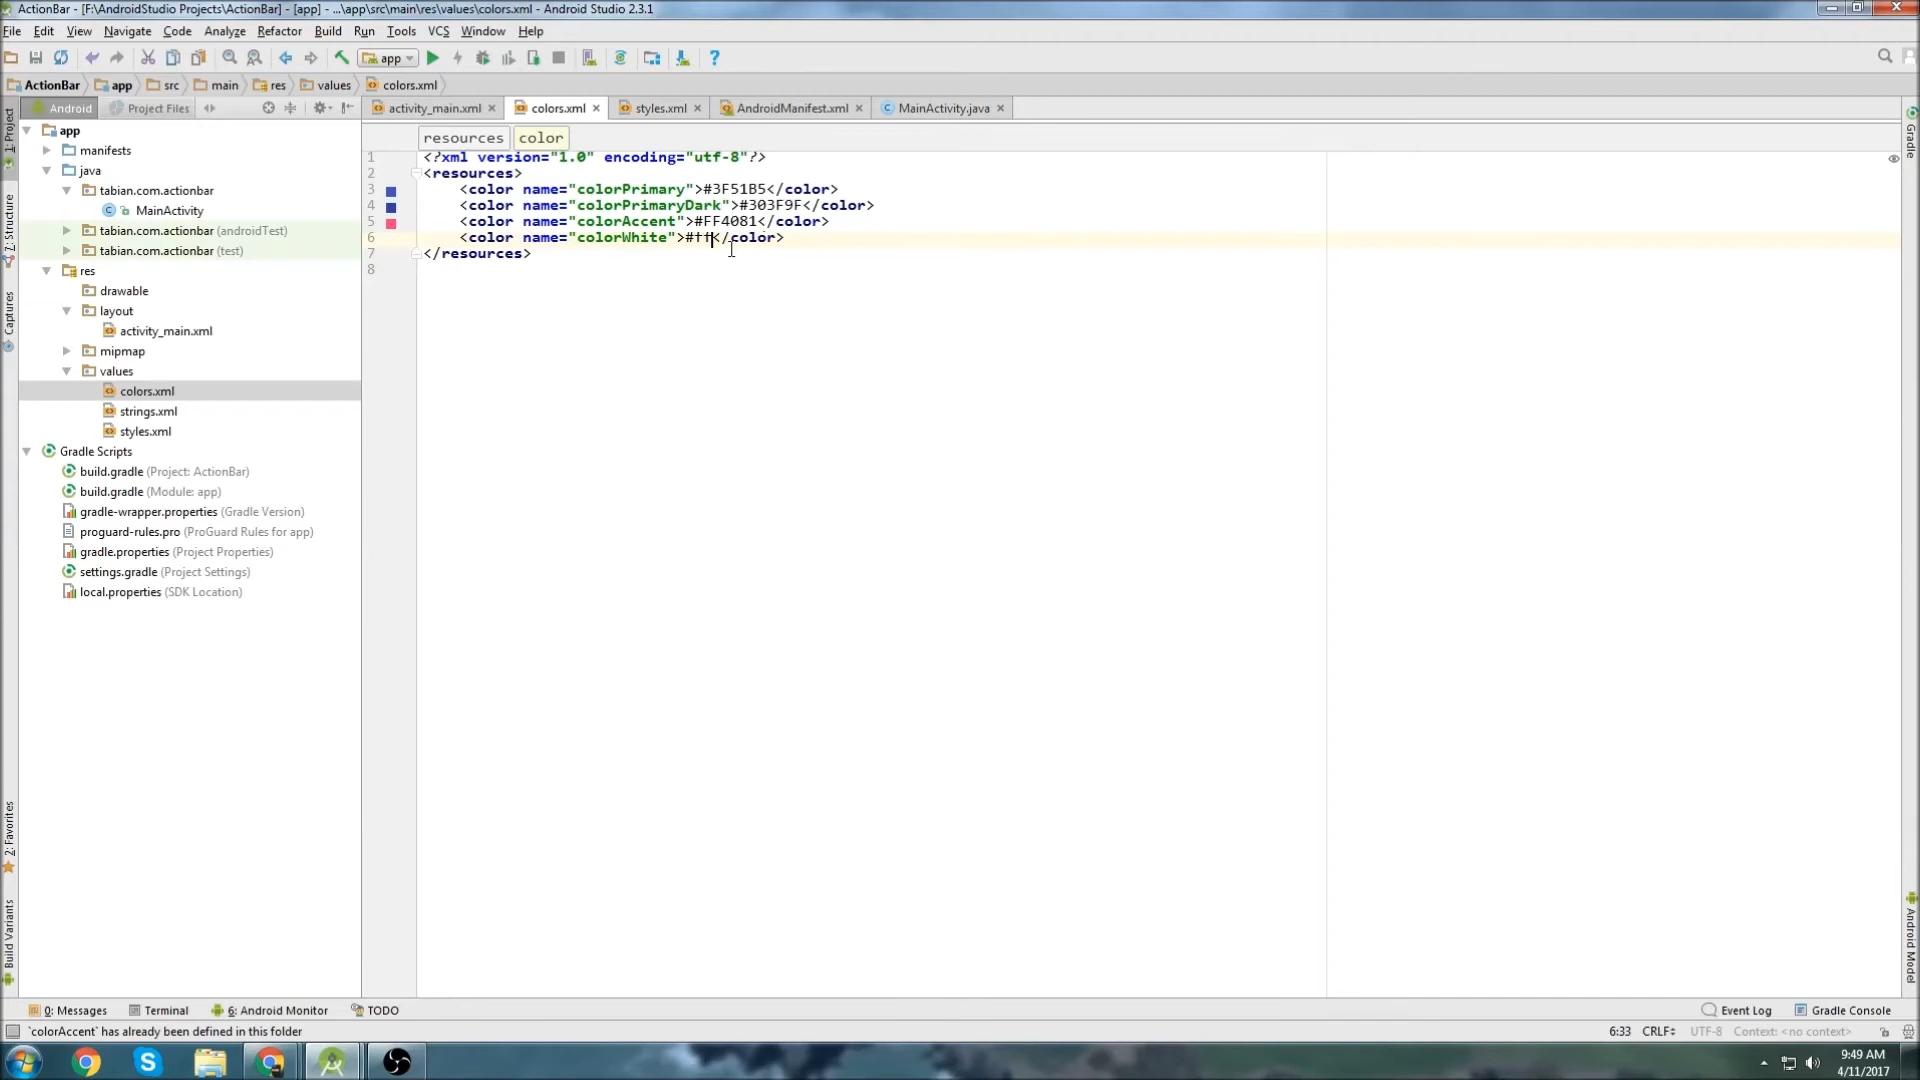 ActionBar - [F:\AndroidStudio Projects\ActionBar] - [app] - ...\app\src\main\res\values\colors.xml - Android Studio 2.3.1
File Edit View Navigate Code Analyze Refactor Build Run Tools VCS Window Help
app
ActionBar app src main res values colors.xml
Android Project Files
activity_main.xml colors.xml styles.xml AndroidManifest.xml MainActivity.java
resources color
app
manifests
java
tabian.com.actionbar
MainActivity
tabian.com.actionbar (androidTest)
tabian.com.actionbar (test)
res
drawable
layout
activity_main.xml
mipmap
values
colors.xml
strings.xml
styles.xml
Gradle Scripts
build.gradle (Project: ActionBar)
build.gradle (Module: app)
gradle-wrapper.properties (Gradle Version)
proguard-rules.pro (ProGuard Rules for app)
gradle.properties (Project Properties)
settings.gradle (Project Settings)
local.properties (SDK Location)
1 <?xml version="1.0" encoding="utf-8"?>
2 <resources>
3 <color name="colorPrimary">#3F51B5</color>
4 <color name="colorPrimaryDark">#303F9F</color>
5 <color name="colorAccent">#FF4081</color>
6 <color name="colorWhite">#ff</color>
7 </resources>
8
1: Project
7: Structure
Captures
2: Favorites
Build Variants
Gradle
Android Model
0: Messages Terminal 6: Android Monitor TODO Event Log Gradle Console
`colorAccent` has already been defined in this folder 6:33 CRLF UTF-8 Context: <no context>
9:49 AM
4/11/2017